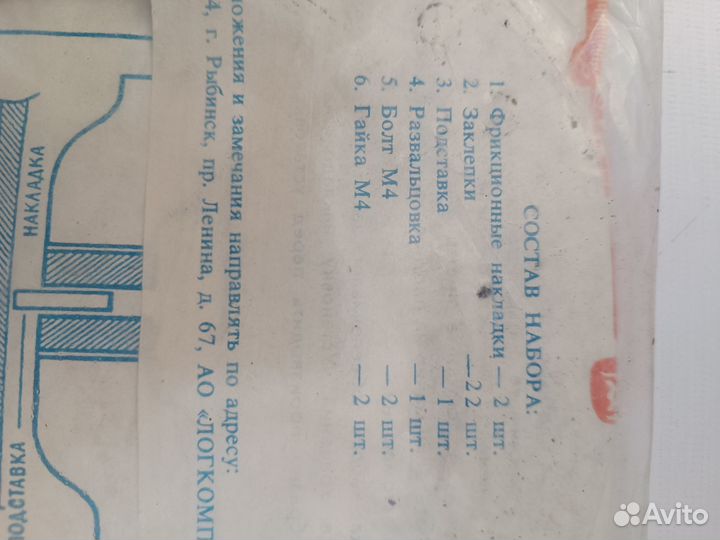 СОСТАВ НАБОРА:
1. Фрикционные накладки — 2 шт.
2. Заклепки — 22 шт.
3. Подставка — 1 шт.
4. Развальцовка — 1 шт.
5. Болт М4 — 2 шт.
6. Гайка М4 — 2 шт.
ложения и замечания направлять по адресу:
4, г. Рыбинск, пр. Ленина, д. 67, АО «ЛОГКОМП
НАКЛАДКА
ПОДСТАВКА
Avito